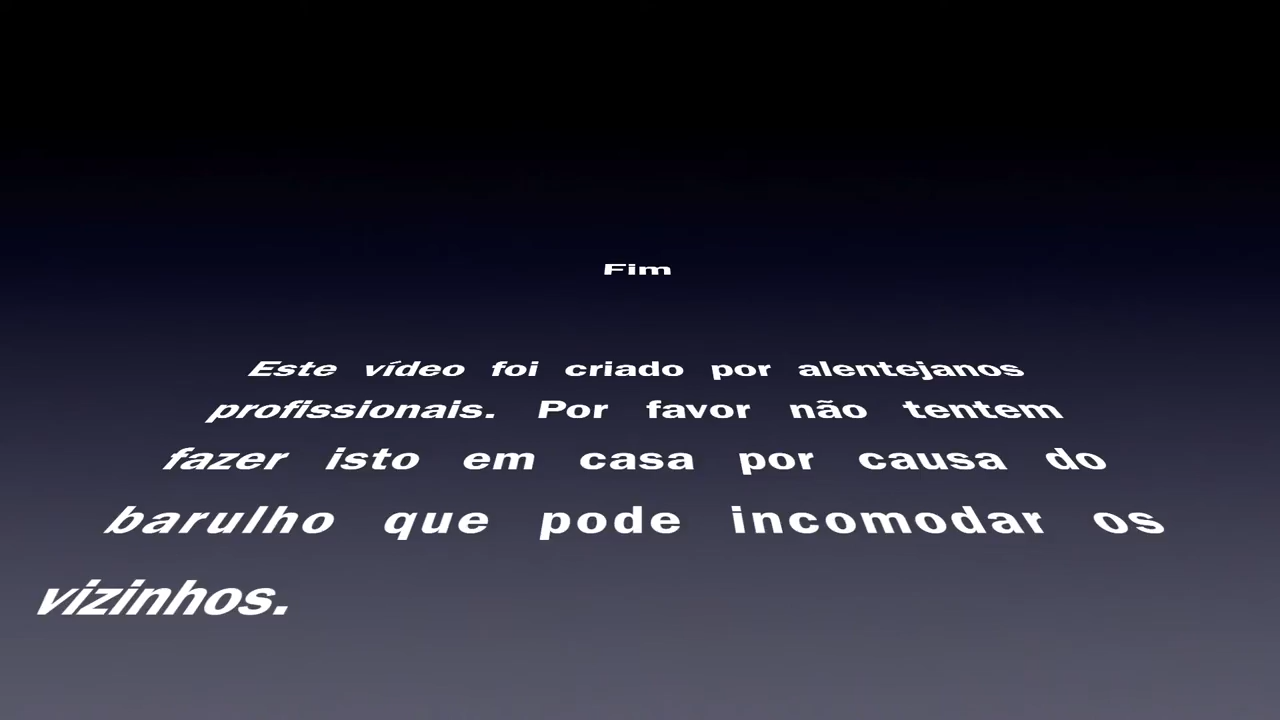 Fim
Este vídeo foi criado por alentejanos
profissionais. Por favor não tentem
fazer isto em casa por causa do
barulho que pode incomodar os
vizinhos.